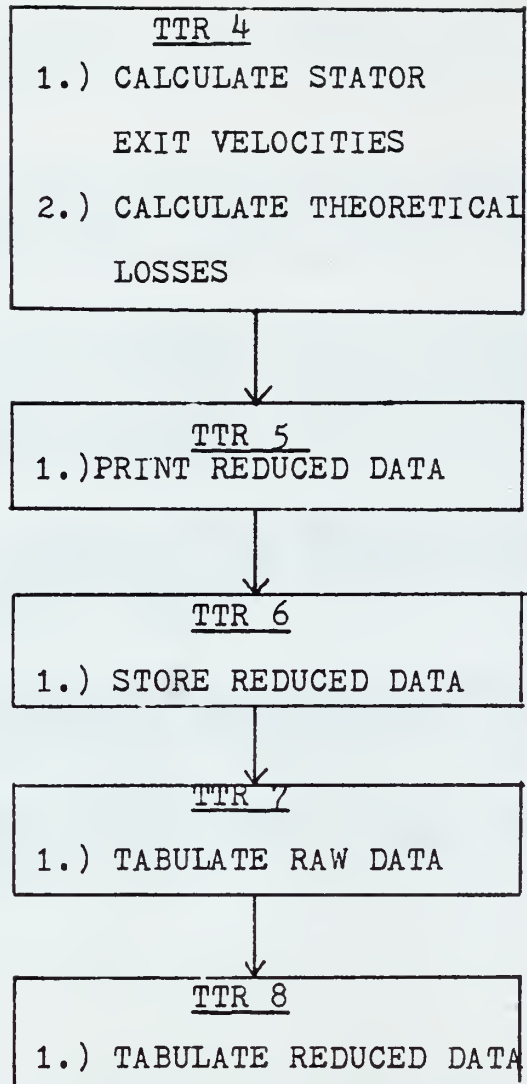 TTR 4
1.) CALCULATE STATOR
EXIT VELOCITIES
2.) CALCULATE THEORETICAL
LOSSES
TTR 5
1.)PRINT REDUCED DATA
TTR 6
1.) STORE REDUCED DATA
TTR 7
1.) TABULATE RAW DATA
TTR 8
1.) TABULATE REDUCED DATA